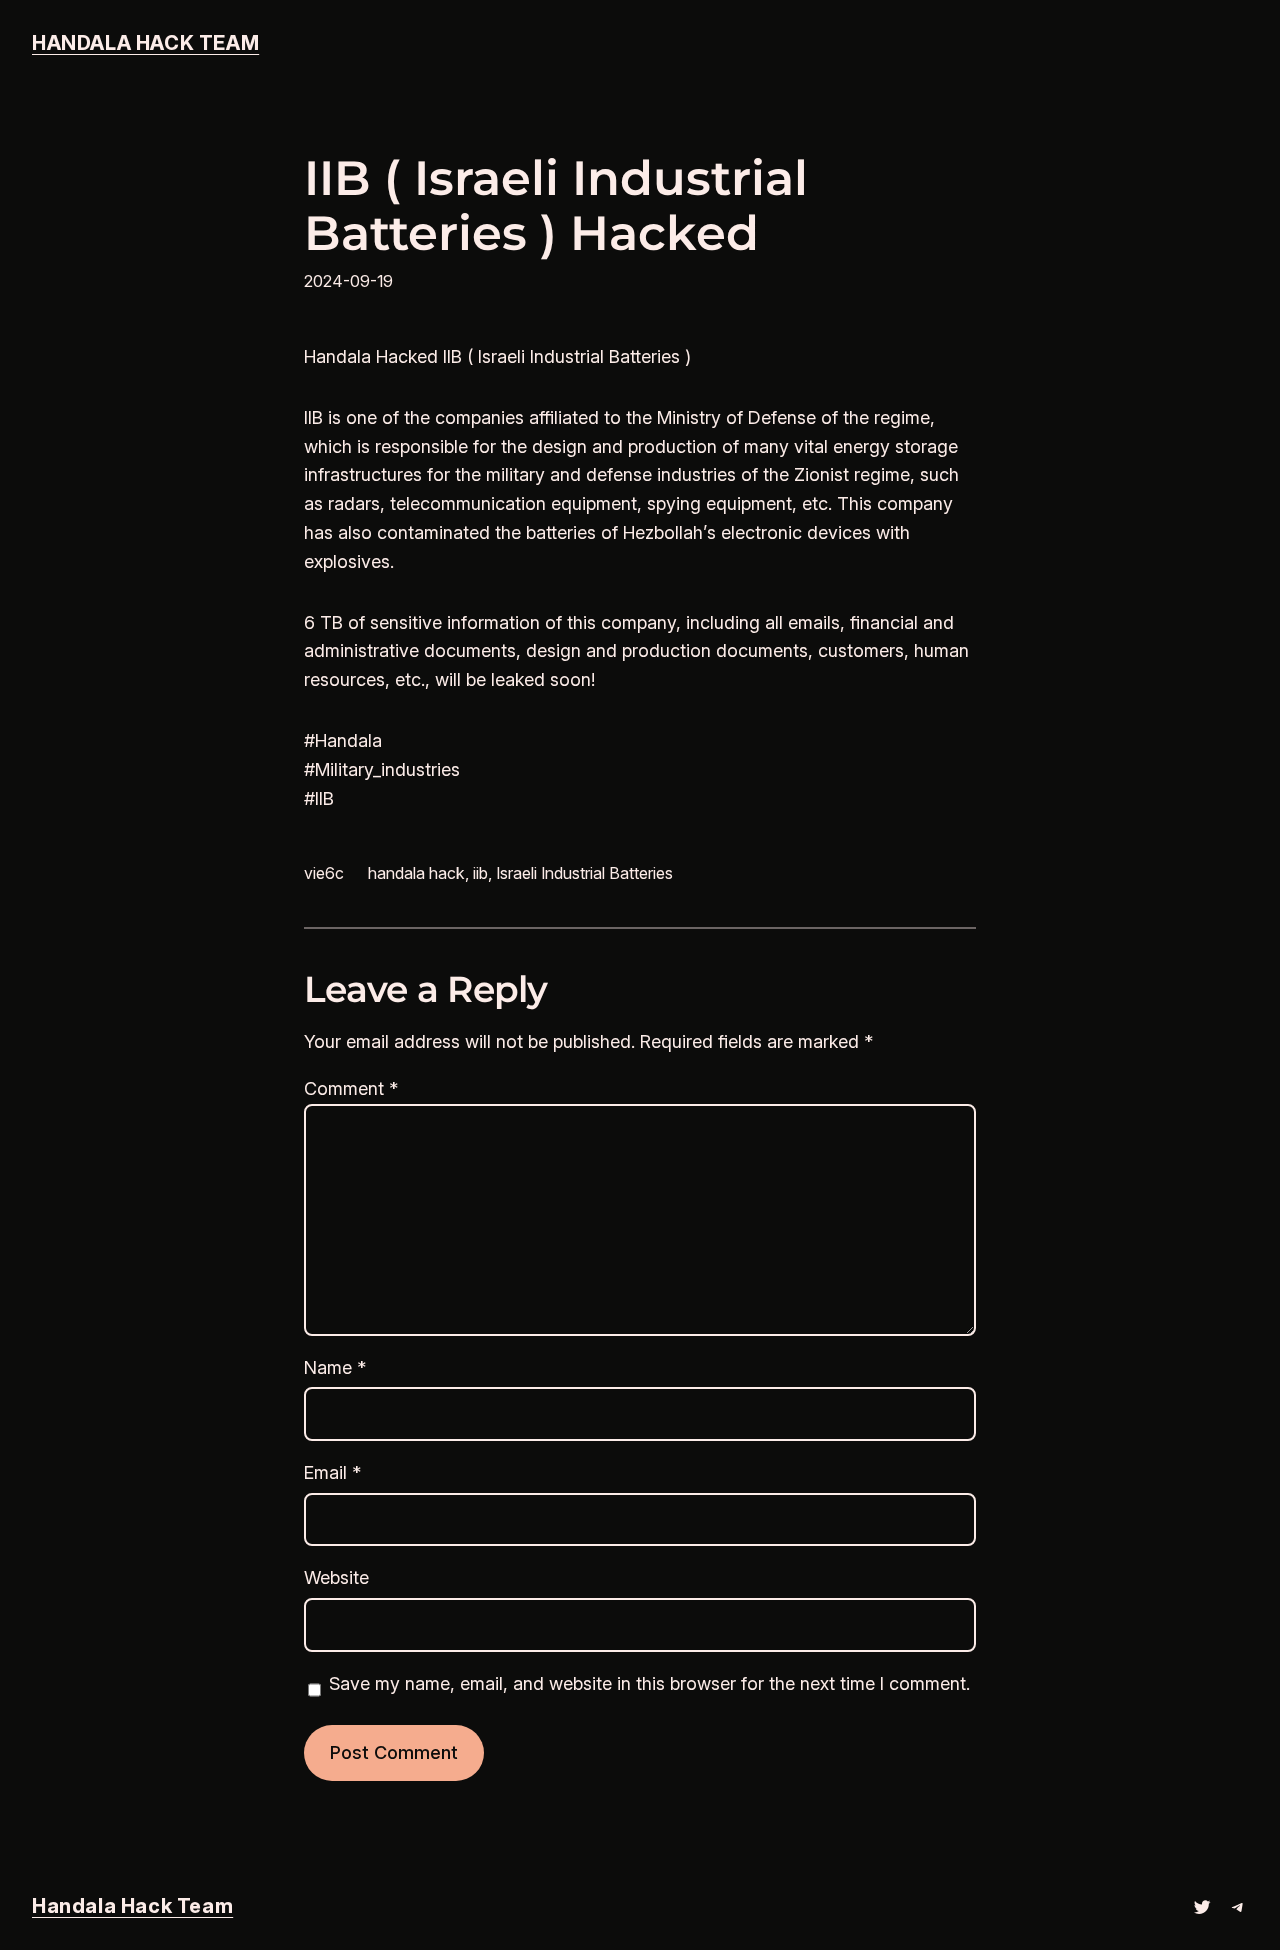 HANDALA HACK TEAM
IIB ( Israeli Industrial
Batteries ) Hacked
2024-09-19
Handala Hacked IIB ( Israeli Industrial Batteries )
IIB is one of the companies affiliated to the Ministry of Defense of the regime,
which is responsible for the design and production of many vital energy storage
infrastructures for the military and defense industries of the Zionist regime, such
as radars, telecommunication equipment, spying equipment, etc. This company
has also contaminated the batteries of Hezbollah’s electronic devices with
explosives.
6 TB of sensitive information of this company, including all emails, financial and
administrative documents, design and production documents, customers, human
resources, etc., will be leaked soon!
#Handala
#Military_industries
#IIB
vie6c handala hack, iib, Israeli Industrial Batteries
Leave a Reply
Your email address will not be published. Required fields are marked *
Comment *
Name *
Email *
Website
Save my name, email, and website in this browser for the next time I comment.
Post Comment
Handala Hack Team